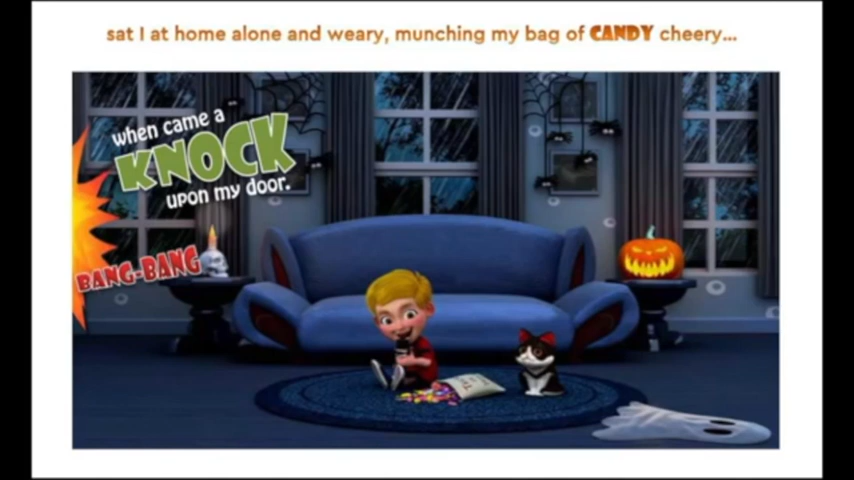 sat I at home alone and weary, munching my bag of CANDY cheery...
when came a
KNOCK
upon my door.
BANG-BANG